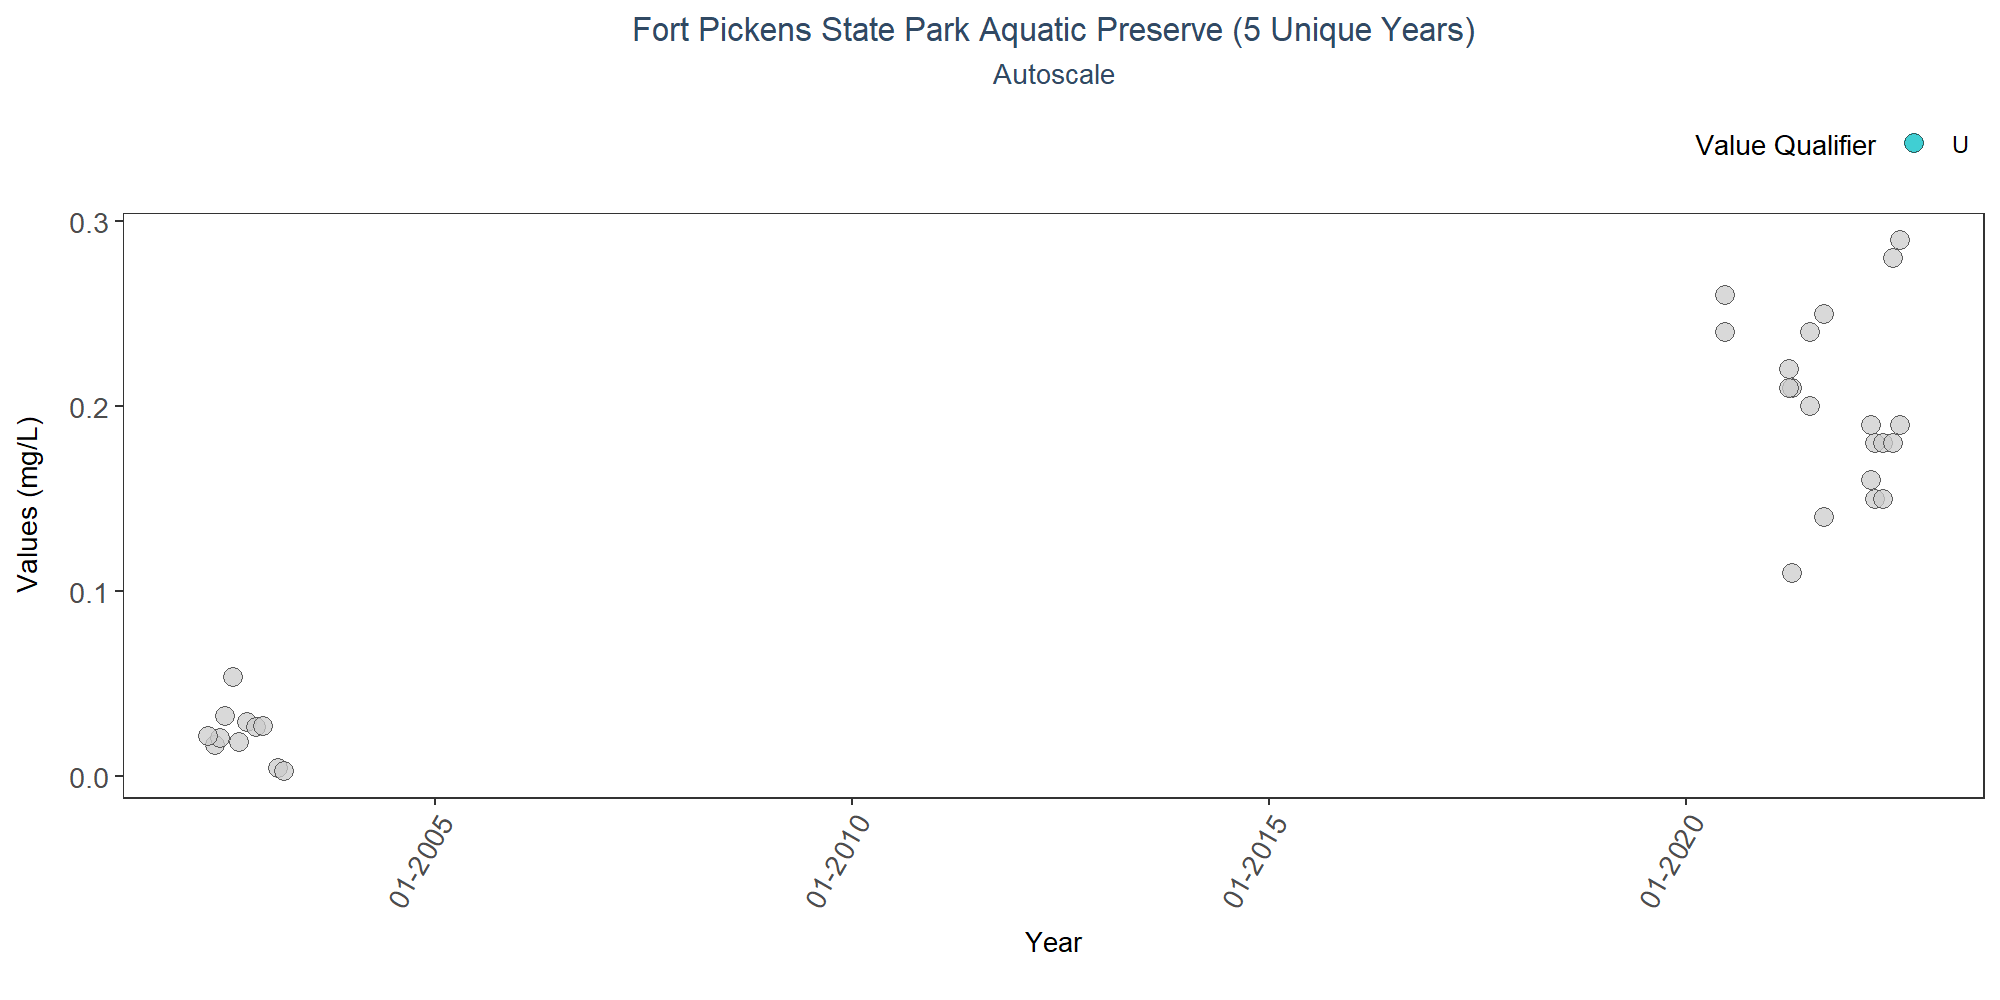 Fort Pickens State Park Aquatic Preserve (5 Unique Years)
Autoscale
Value Qualifier U
0.3
0.2
0.1
0.0
Values (mg/L)
01-2005
01-2010
01-2015
01-2020
Year